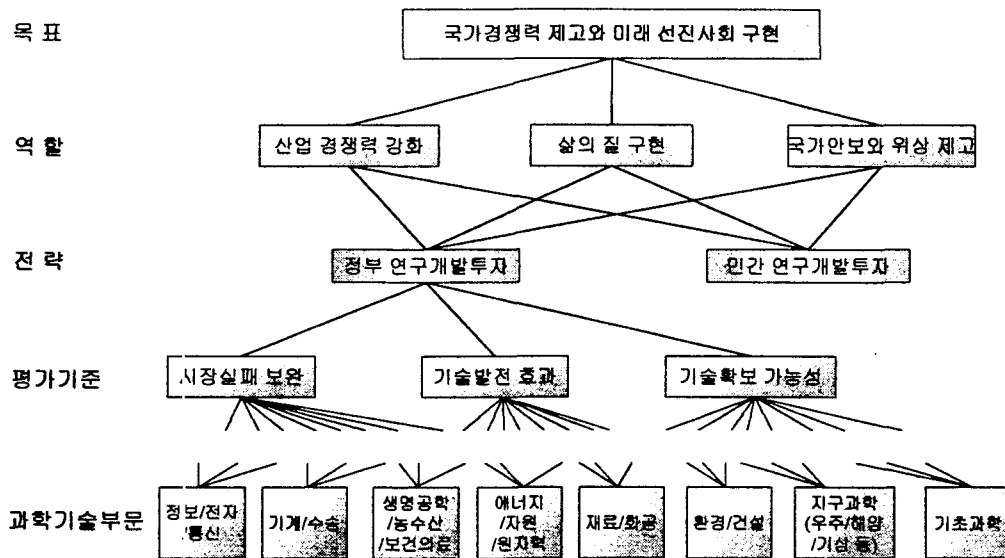 목 표
국가경쟁력 제고와 미래 선진사회 구현
역 할
산업 경쟁력 강화
삶의 질 구현
국가안보와 위상 제고
전 략
정부 연구개발투자
민간 연구개발투자
평가기준
시장실패 보완
기술발전 효과
기술확보 가능성
과학기술부문
정보/전자
/통신
기계/수송
생명공학
/농수산
/보건의료
에너지
/자원
/원자력
재료/화공
환경/건설
지구과학
(우주/해양
/기상 등)
기초과학